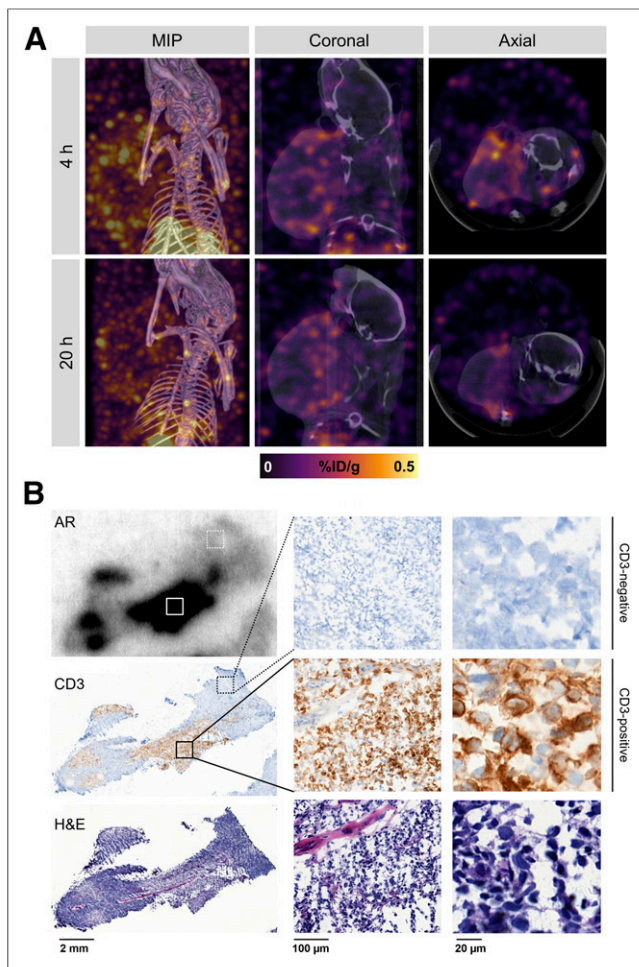 A
MIP
Coronal
Axial
4 h
20 h
0 %ID/g 0.5
B
AR
CD3-negative
CD3
CD3-positive
H&E
2 mm
100 µm
20 µm